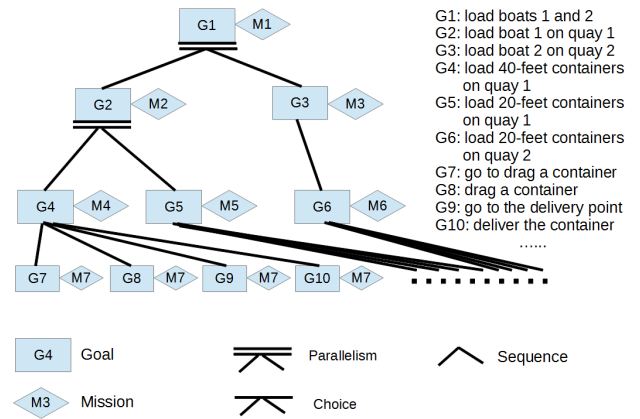 G1
M1
G1: load boats 1 and 2
G2: load boat 1 on quay 1
G3: load boat 2 on quay 2
G4: load 40-feet containers
on quay 1
G5: load 20-feet containers
on quay 1
G6: load 20-feet containers
on quay 2
G7: go to drag a container
G8: drag a container
G9: go to the delivery point
G10: deliver the container
......
G2
M2
G3
M3
G4
M4
G5
M5
G6
M6
G7
M7
G8
M7
G9
M7
G10
M7
G4
Goal
Parallelism
Sequence
M3
Mission
Choice